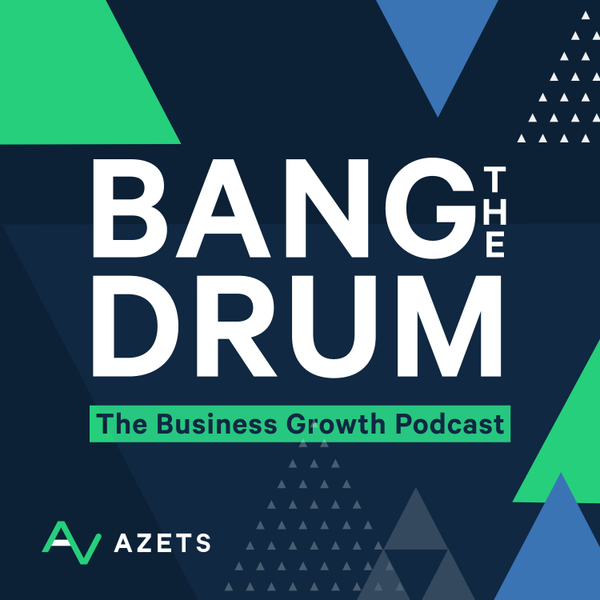 BANG THE
DRUM
The Business Growth Podcast
AZETS